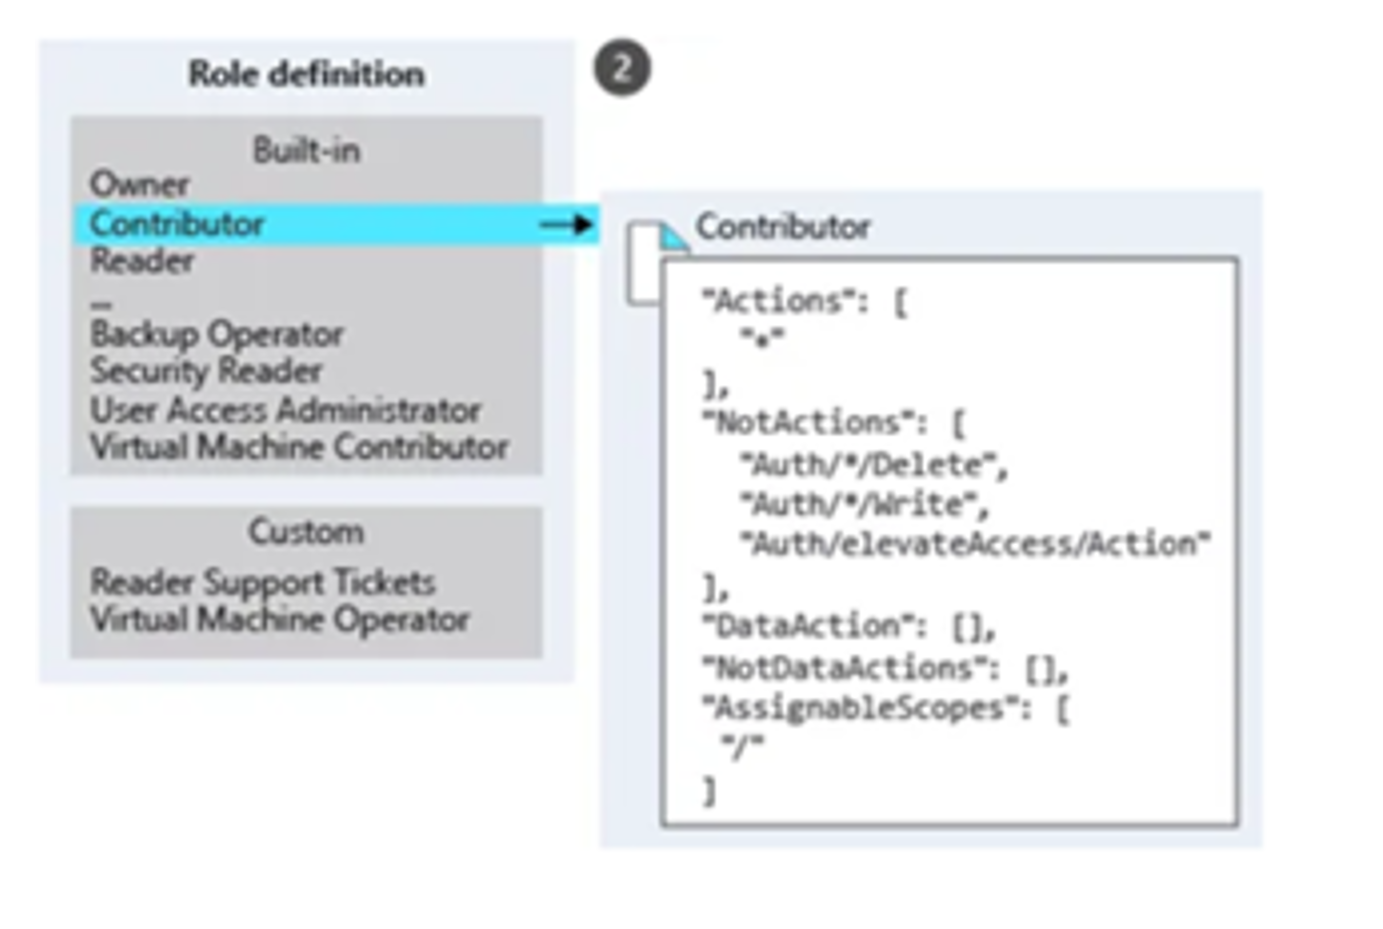 Role definition
2
Built-in
Owner
Contributor
Reader
...
Backup Operator
Security Reader
User Access Administrator
Virtual Machine Contributor
Custom
Reader Support Tickets
Virtual Machine Operator
Contributor
"Actions": [
"*"
],
"NotActions": [
"Auth/*/Delete",
"Auth/*/Write",
"Auth/elevateAccess/Action"
],
"DataAction": [],
"NotDataActions": [],
"AssignableScopes": [
"/"
]